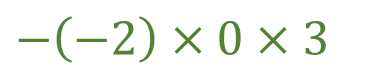 −(−2) × 0 × 3